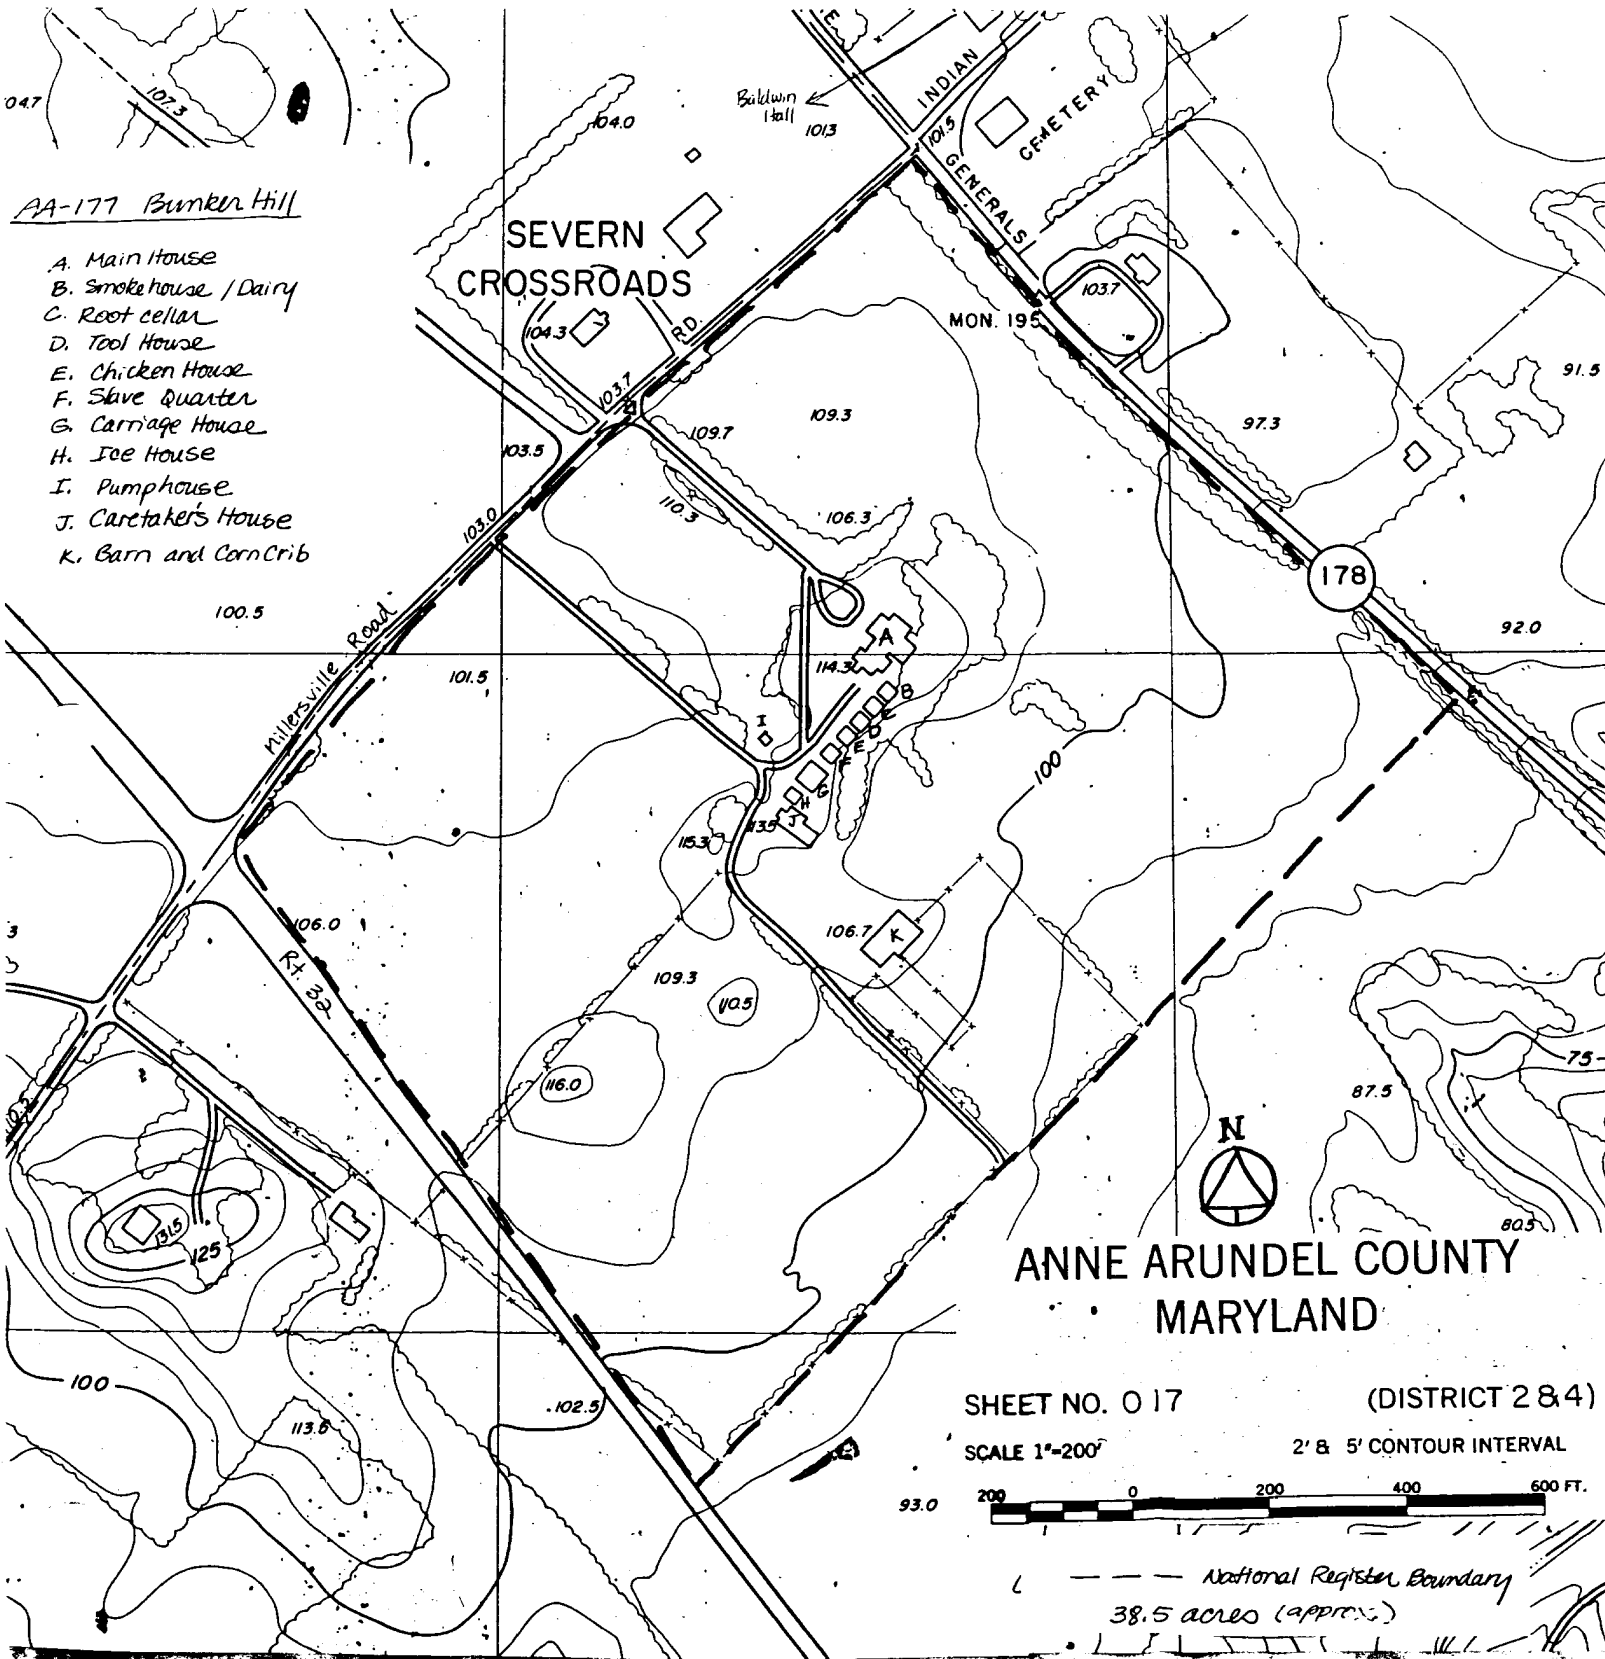 04.7
107.3
E
INDIAN
Baldwin
Hall
101.3
104.0
101.5
CEMETERY
GENERALS
AA-177 Bunker Hill
A. Main House
B. Smokehouse / Dairy
C. Root cellar
D. Tool House
E. Chicken House
F. Slave Quarter
G. Carriage House
H. Ice House
I. Pumphouse
J. Caretaker's House
K. Barn and Corn Crib
SEVERN
CROSSROADS
104.3
RD.
103.7
103.7
MON. 195
91.5
97.3
109.3
109.7
103.5
110.3
106.3
103.0
178
100.5
Millersville Road
92.0
101.5
A
114.3
B
D
E
F
G
H
I
J
100
113.5
115.3
3
106.0
Rt. 32
106.7
K
109.3
110.5
116.0
75
87.5
N
80.5
131.5
125
ANNE ARUNDEL COUNTY
MARYLAND
100
113.6
102.5
SHEET NO. 017
(DISTRICT 2 & 4)
SCALE 1"=200'
2' & 5' CONTOUR INTERVAL
93.0
200 0 200 400 600 FT.
National Register Boundary
38.5 acres (approx.)